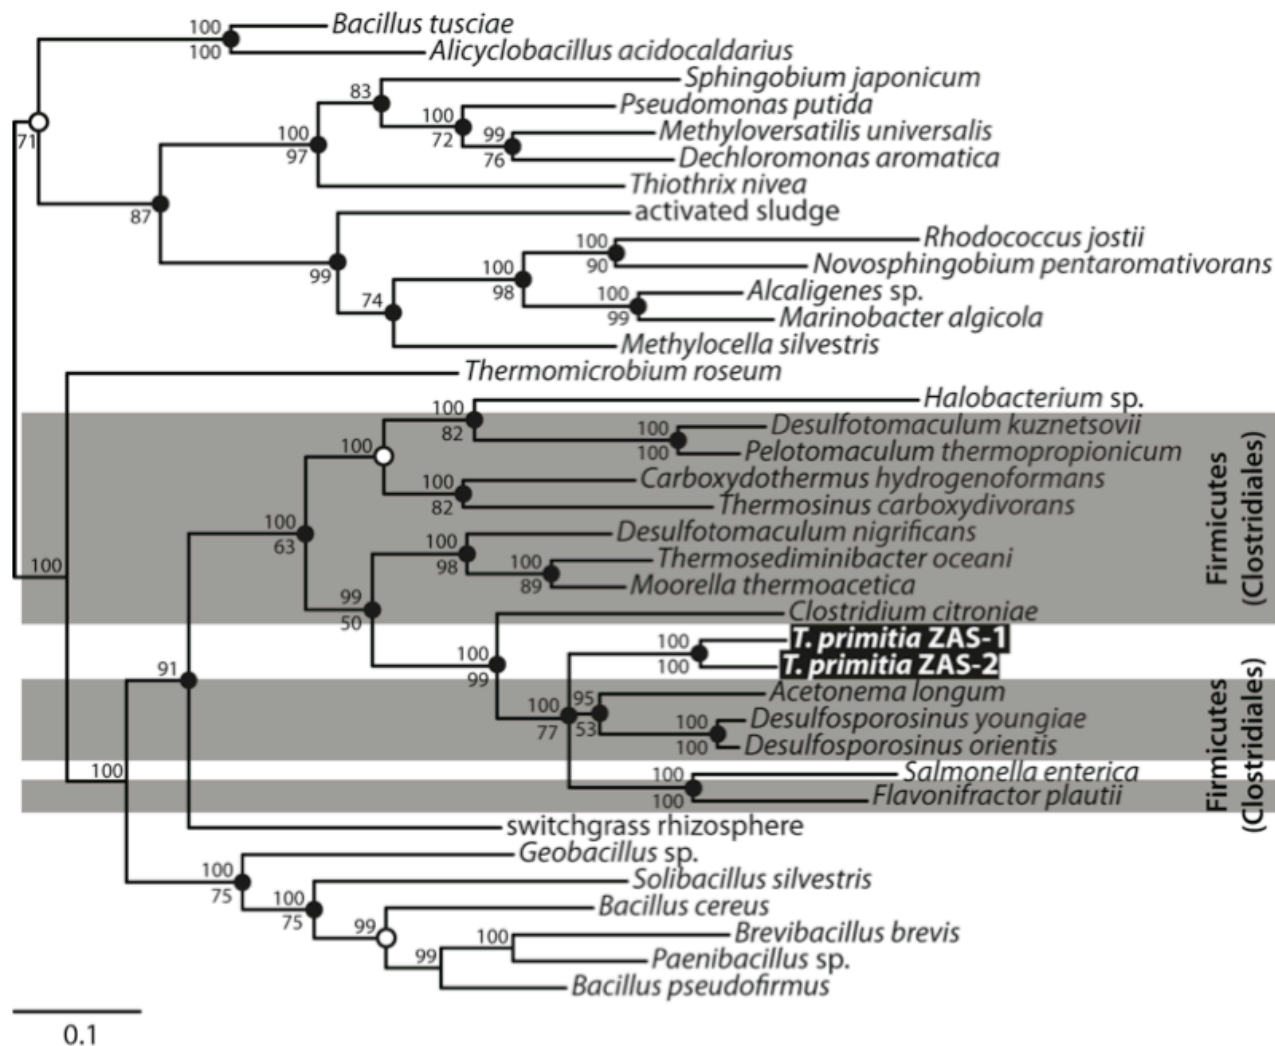 100
100
Bacillus tusciae
Alicyclobacillus acidocaldarius
71
83
Sphingobium japonicum
100
72
Pseudomonas putida
99
76
Methyloversatilis universalis
100
97
Dechloromonas aromatica
Thiothrix nivea
87
activated sludge
99
100
90
Rhodococcus jostii
100
98
Novosphingobium pentaromativorans
74
100
99
Alcaligenes sp.
Marinobacter algicola
Methylocella silvestris
Thermomicrobium roseum
Halobacterium sp.
100
82
100
100
Desulfotomaculum kuznetsovii
100
Pelotomaculum thermopropionicum
100
82
Carboxydothermus hydrogenoformans
Thermosinus carboxydivorans
100
63
100
98
Desulfotomaculum nigrificans
100
89
Thermosediminibacter oceani
100
Moorella thermoacetica
99
50
Clostridium citroniae
Firmicutes
(Clostridiales)
100
100
T. primitia ZAS-1
100
99
T. primitia ZAS-2
91
95
53
Acetonema longum
100
77
100
100
Desulfosporosinus youngiae
Desulfosporosinus orientis
100
100
100
Salmonella enterica
Flavonifractor plautii
Firmicutes
(Clostridiales)
switchgrass rhizosphere
Geobacillus sp.
100
75
Solibacillus silvestris
100
75
Bacillus cereus
99
100
Brevibacillus brevis
99
Paenibacillus sp.
Bacillus pseudofirmus
0.1